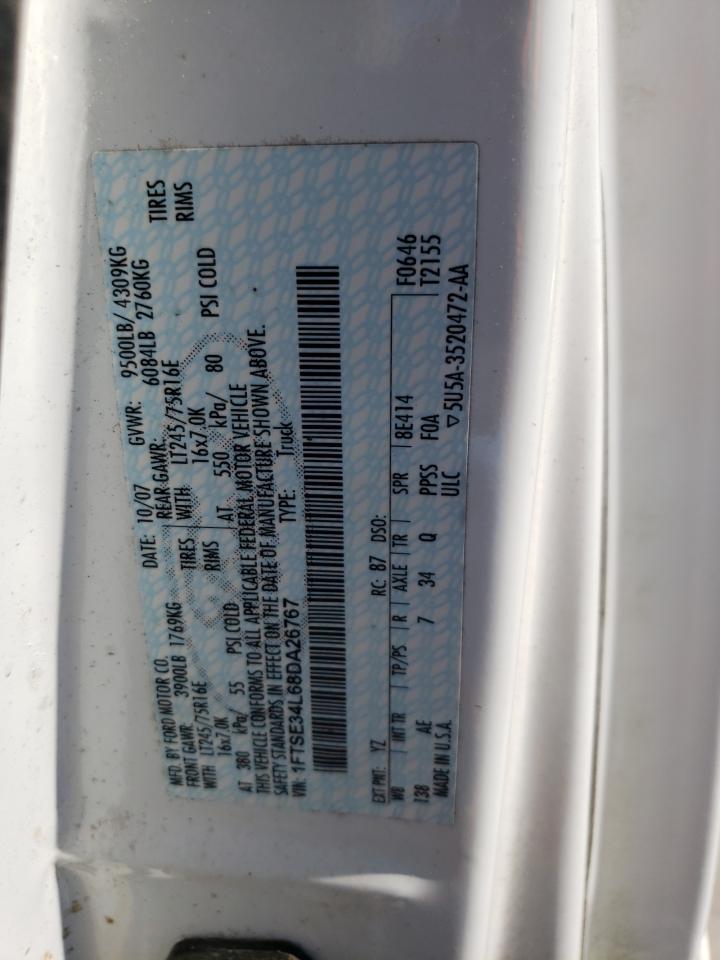 MFD. BY FORD MOTOR CO.
DATE: 10/07 GVWR: 9500LB/ 4309KG
FRONT GAWR: 3900LB 1769KG REAR GAWR: 6084LB 2760KG
WITH LT245/75R16E TIRES WITH LT245/75R16E TIRES
16x7.0K RIMS 16x7.0K RIMS
AT 380 kPa/ 55 PSI COLD AT 550 kPa/ 80 PSI COLD
THIS VEHICLE CONFORMS TO ALL APPLICABLE FEDERAL MOTOR VEHICLE
SAFETY STANDARDS IN EFFECT ON THE DATE OF MANUFACTURE SHOWN ABOVE.
VIN: 1FTSE34L68DA26767 TYPE: Truck
F0646
T2155
EXT PNT: YZ RC: B7 DSO:
WB INT TR TP/PS R AXLE TR SPR 8E414
138 AE 7 34 Q PPSS FOA
MADE IN U.S.A. ULC ▽5U5A-3520472-AA